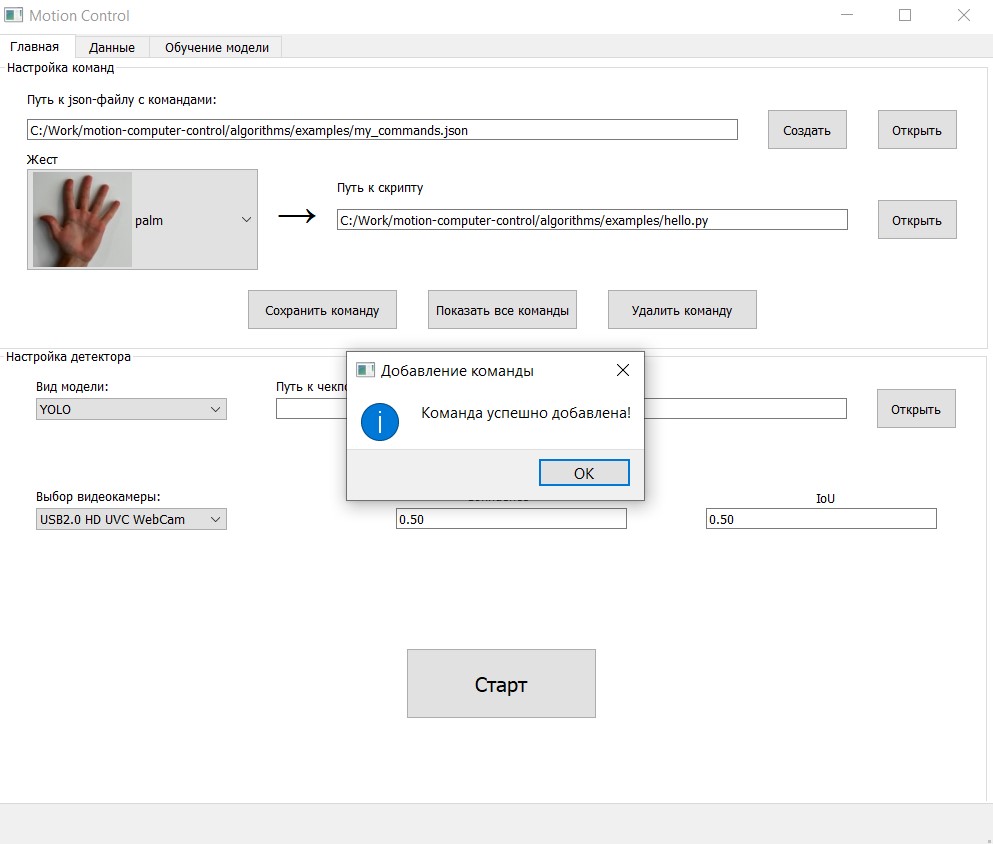 Motion Control
Главная Данные Обучение модели
Настройка команд
Путь к json-файлу с командами:
C:/Work/motion-computer-control/algorithms/examples/my_commands.json Создать Открыть
Жест
palm
Путь к скрипту
C:/Work/motion-computer-control/algorithms/examples/hello.py Открыть
Сохранить команду Показать все команды Удалить команду
Настройка детектора
Вид модели:
YOLO
Путь к Открыть
Добавление команды
Команда успешно добавлена!
OK
Выбор видеокамеры:
USB2.0 HD UVC WebCam
0.50
IoU
0.50
Старт